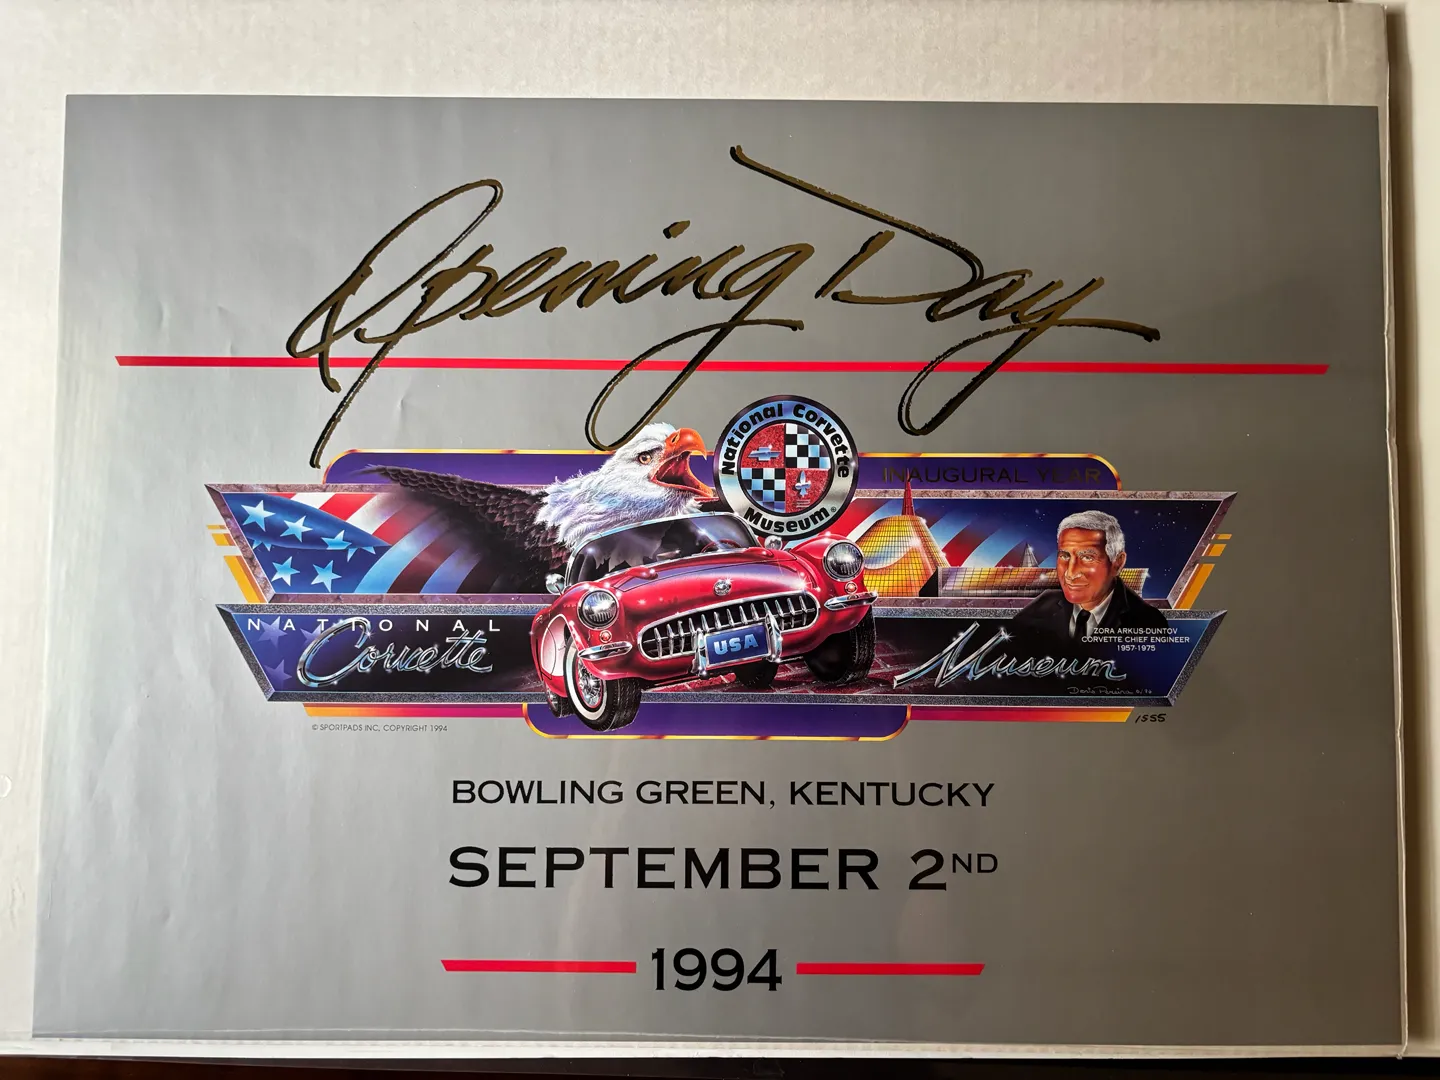 Opening Day
National Corvette
Museum®
INAUGURAL YEAR
NATIONAL
Corvette
Museum
USA
ZORA ARKUS-DUNTOV
CORVETTE CHIEF ENGINEER
1957-1975
© SPORTPADS INC, COPYRIGHT 1994
BOWLING GREEN, KENTUCKY
SEPTEMBER 2ND
1994